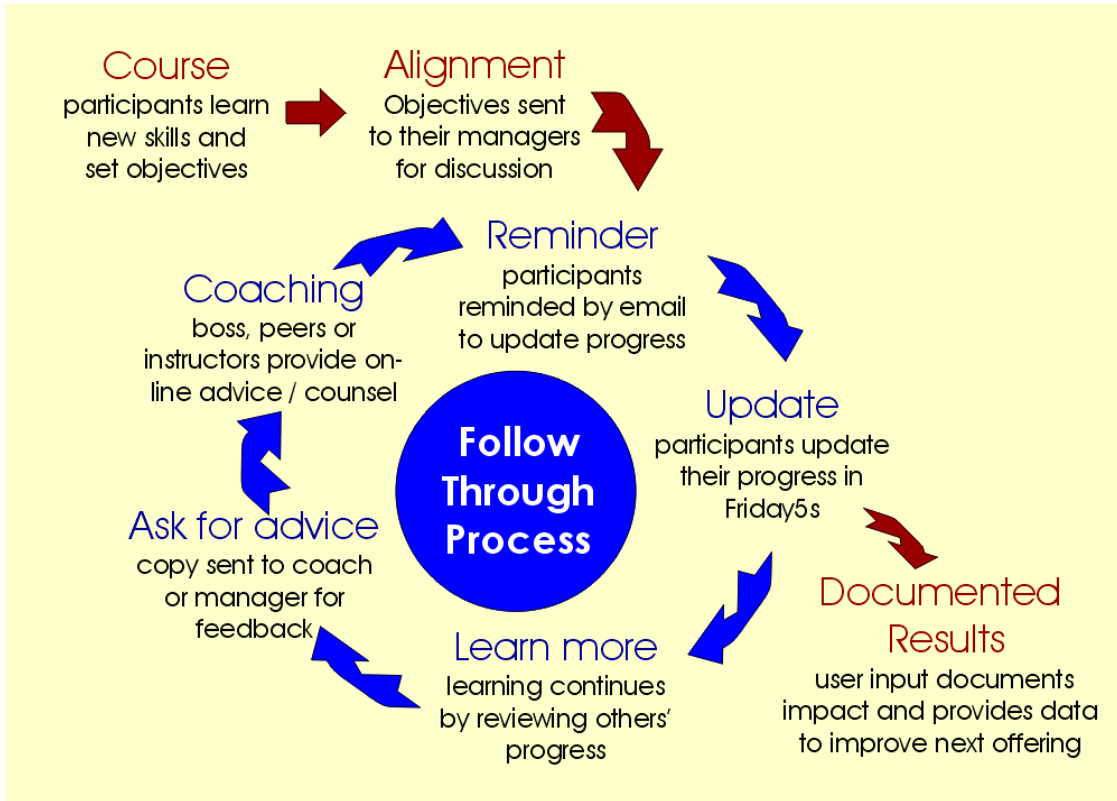 Course
participants learn
new skills and
set objectives
Alignment
Objectives sent
to their managers
for discussion
Reminder
participants
reminded by email
to update progress
Update
participants update
their progress in
Friday5s
Documented
Results
user input documents
impact and provides data
to improve next offering
Learn more
learning continues
by reviewing others'
progress
Ask for advice
copy sent to coach
or manager for
feedback
Coaching
boss, peers or
instructors provide on-
line advice / counsel
Follow
Through
Process